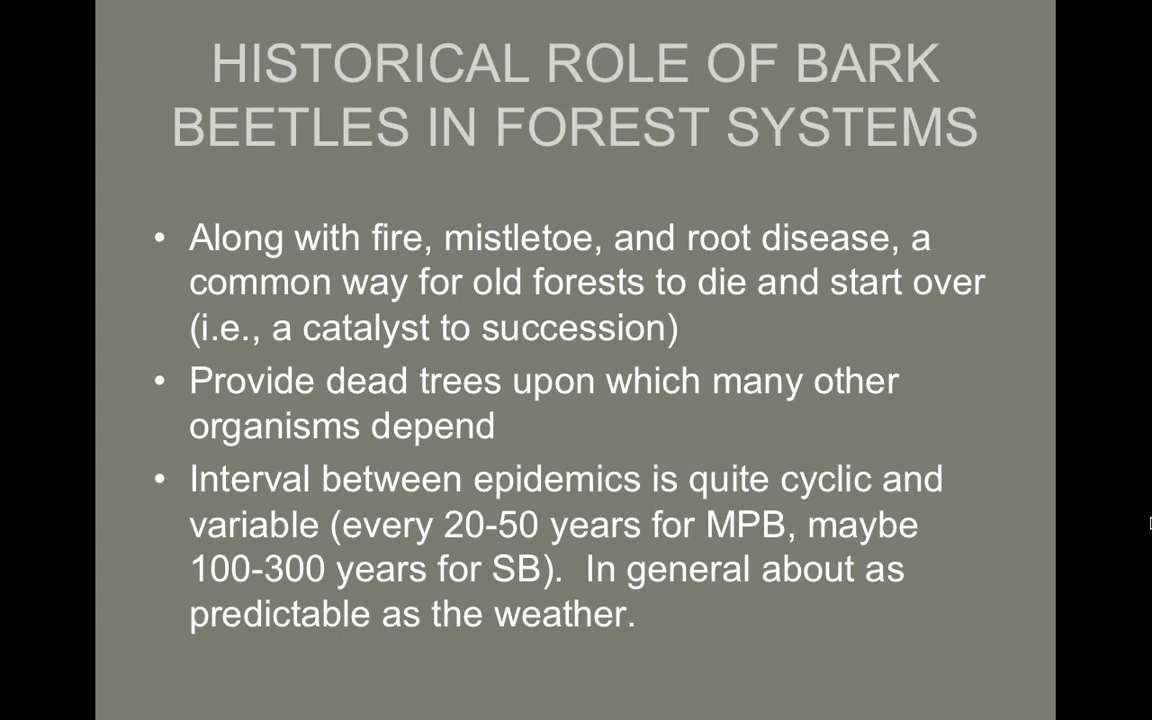 HISTORICAL ROLE OF BARK
BEETLES IN FOREST SYSTEMS
• Along with fire, mistletoe, and root disease, a
common way for old forests to die and start over
(i.e., a catalyst to succession)
• Provide dead trees upon which many other
organisms depend
• Interval between epidemics is quite cyclic and
variable (every 20-50 years for MPB, maybe
100-300 years for SB).  In general about as
predictable as the weather.